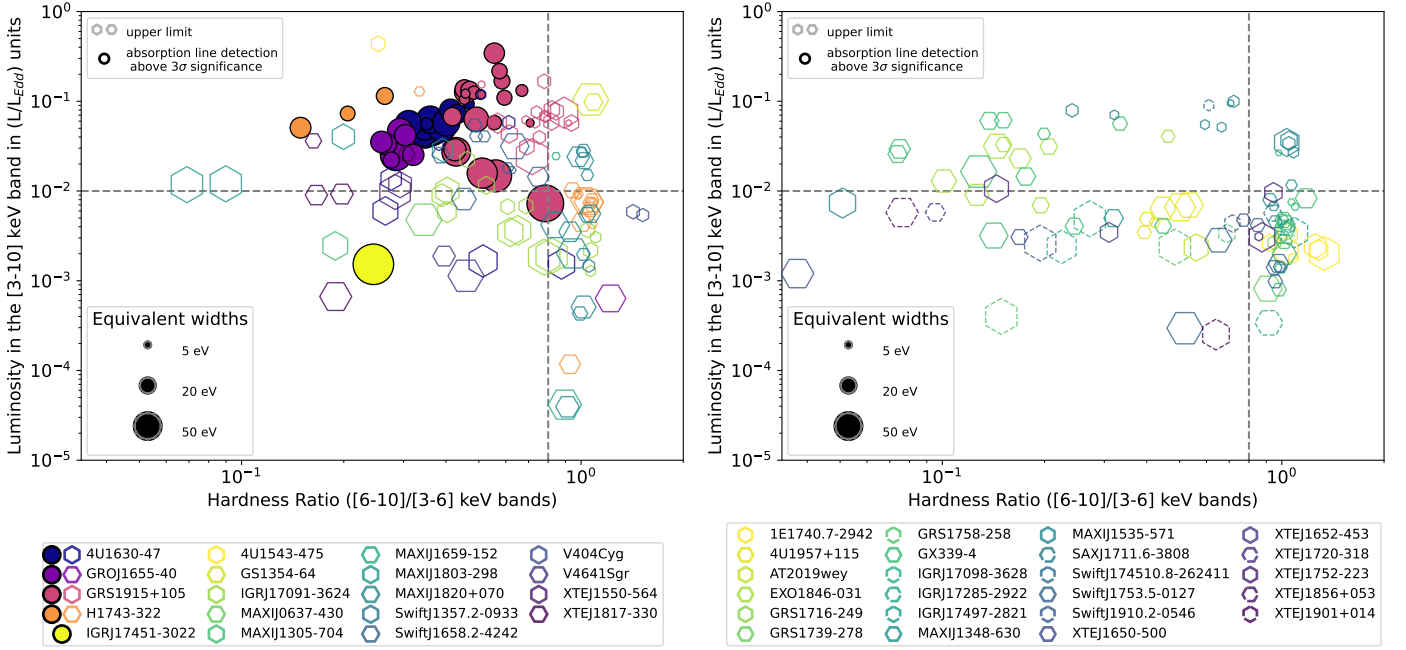 upper limit
absorption line detection
above 3σ significance
Equivalent widths
5 eV
20 eV
50 eV
10⁰
10⁻¹
10⁻²
10⁻³
10⁻⁴
10⁻⁵
Luminosity in the [3-10] keV band in (L/L_Edd) units
10⁻¹
10⁰
Hardness Ratio ([6-10]/[3-6] keV bands)
4U1630-47
GROJ1655-40
GRS1915+105
H1743-322
IGRJ17451-3022
4U1543-475
GS1354-64
IGRJ17091-3624
MAXIJ0637-430
MAXIJ1305-704
MAXIJ1659-152
MAXIJ1803-298
MAXIJ1820+070
SwiftJ1357.2-0933
SwiftJ1658.2-4242
V404Cyg
V4641Sgr
XTEJ1550-564
XTEJ1817-330
upper limit
absorption line detection
above 3σ significance
Equivalent widths
5 eV
20 eV
50 eV
10⁰
10⁻¹
10⁻²
10⁻³
10⁻⁴
10⁻⁵
Luminosity in the [3-10] keV band in (L/L_Edd) units
10⁻¹
10⁰
Hardness Ratio ([6-10]/[3-6] keV bands)
1E1740.7-2942
4U1957+115
AT2019wey
EXO1846-031
GRS1716-249
GRS1739-278
GRS1758-258
GX339-4
IGRJ17098-3628
IGRJ17285-2922
IGRJ17497-2821
MAXIJ1348-630
MAXIJ1535-571
SAXJ1711.6-3808
SwiftJ174510.8-262411
SwiftJ1753.5-0127
SwiftJ1910.2-0546
XTEJ1650-500
XTEJ1652-453
XTEJ1720-318
XTEJ1752-223
XTEJ1856+053
XTEJ1901+014